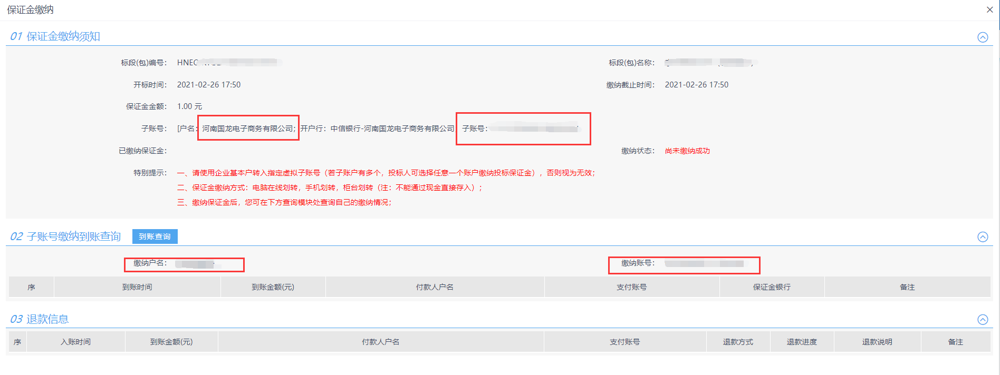 保证金缴纳
01 保证金缴纳须知
标段(包)编号： HNEC
标段(包)名称：
开标时间： 2021-02-26 17:50
缴纳截止时间： 2021-02-26 17:50
保证金金额： 1.00 元
子账号： [户名：河南国龙电子商务有限公司; 开户行：中信银行-河南国龙电子商务有限公司 子账号：
已缴纳保证金：
缴纳状态： 尚未缴纳成功
特别提示： 一、请使用企业基本户转入指定虚拟子账号（若子账户有多个，投标人可选择任意一个账户缴纳投标保证金），否则视为无效；
二、保证金缴纳方式：电脑在线划转，手机划转，柜台划转（注：不能通过现金直接存入）；
三、缴纳保证金后，您可在下方查询模块处查询自己的缴纳情况；
02 子账号缴纳到账查询 到账查询
缴纳户名：
缴纳账号：
序 到账时间 到账金额(元) 付款人户名 支付账号 保证金银行 备注
03 退款信息
序 入账时间 到账金额(元) 付款人户名 支付账号 退款方式 退款进度 退款说明 备注